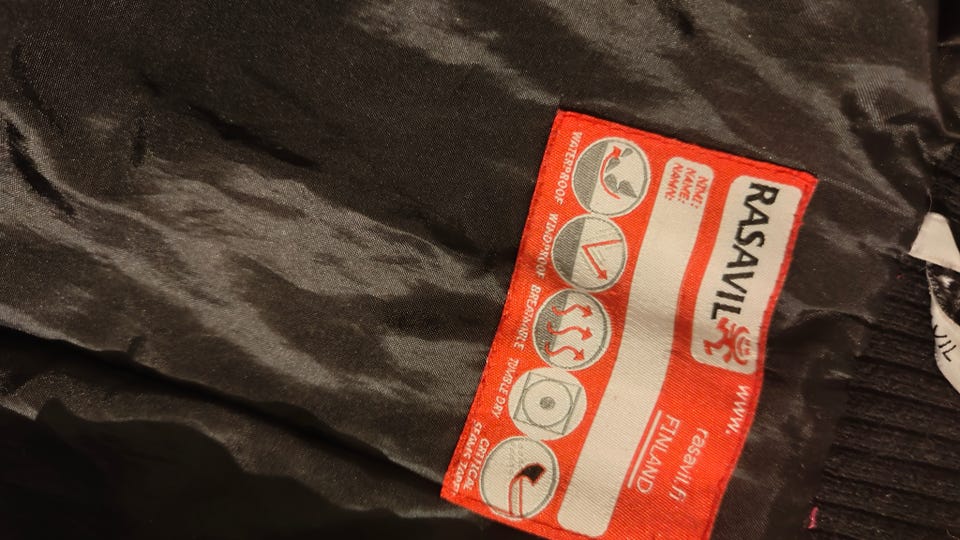 RASAVIL
www.
rasavil.fi
FINLAND
NIMI:
NAME:
NAMN:
WATERPROOF
WINDPROOF
BREATHABLE
TUMBLE DRY
CRITICAL
SEAMS TAPED